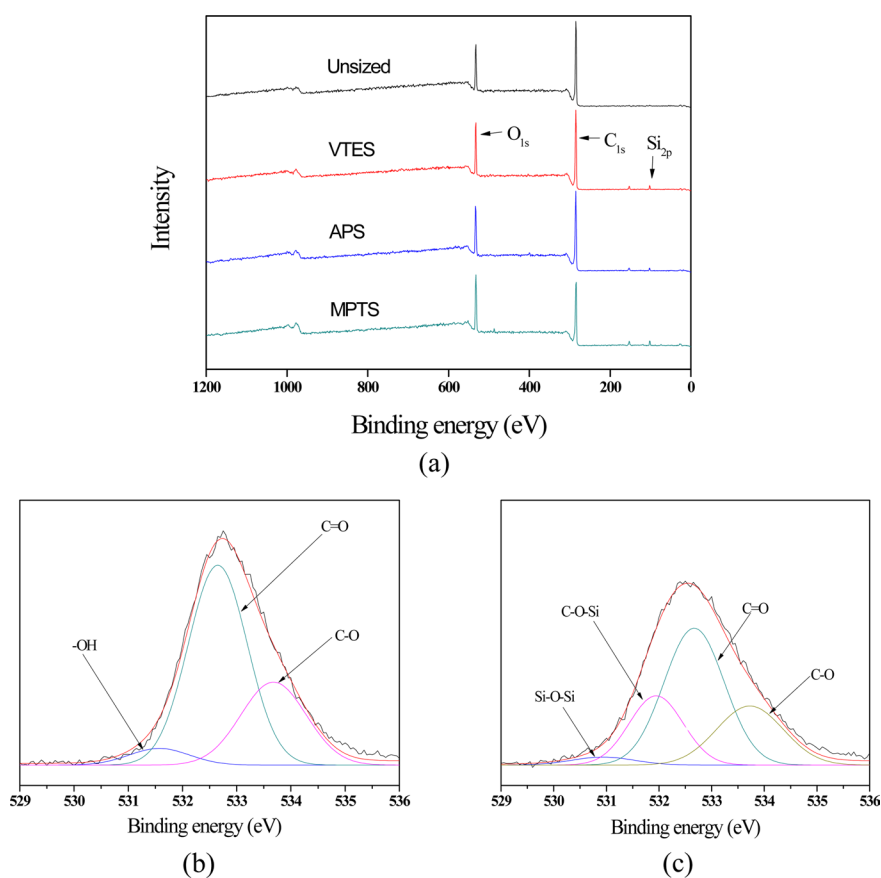 Unsized
VTES
O1s
C1s
Si2p
APS
MPTS
Intensity
1200 1000 800 600 400 200 0
Binding energy (eV)
(a)
C=O
C-O
-OH
529 530 531 532 533 534 535 536
Binding energy (eV)
(b)
C-O-Si
C=O
C-O
Si-O-Si
529 530 531 532 533 534 535 536
Binding energy (eV)
(c)